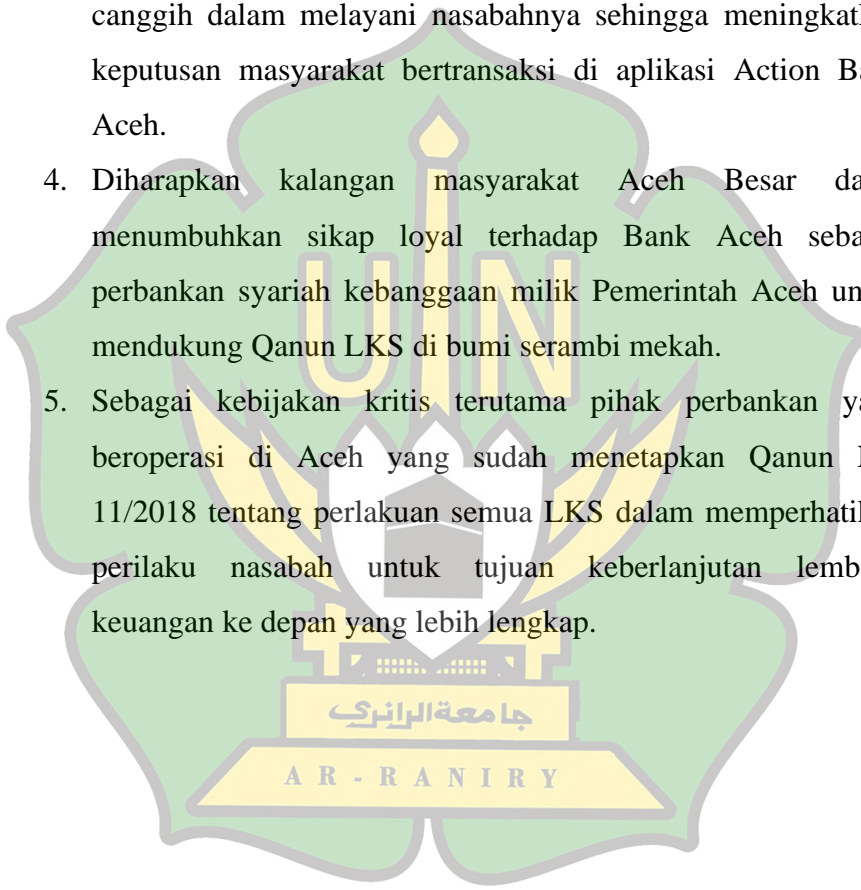 canggih dalam melayani nasabahnya sehingga meningkat
keputusan masyarakat bertransaksi di aplikasi Action Ba
Aceh.
4. Diharapkan kalangan masyarakat Aceh Besar da
menumbuhkan sikap loyal terhadap Bank Aceh seba
perbankan syariah kebanggaan milik Pemerintah Aceh un
mendukung Qanun LKS di bumi serambi mekah.
5. Sebagai kebijakan kritis terutama pihak perbankan ya
beroperasi di Aceh yang sudah menetapkan Qanun
11/2018 tentang perlakuan semua LKS dalam memperhati
perilaku nasabah untuk tujuan keberlanjutan lemb
keuangan ke depan yang lebih lengkap.
UIN
جامعةالرانري
AR-RANIRY